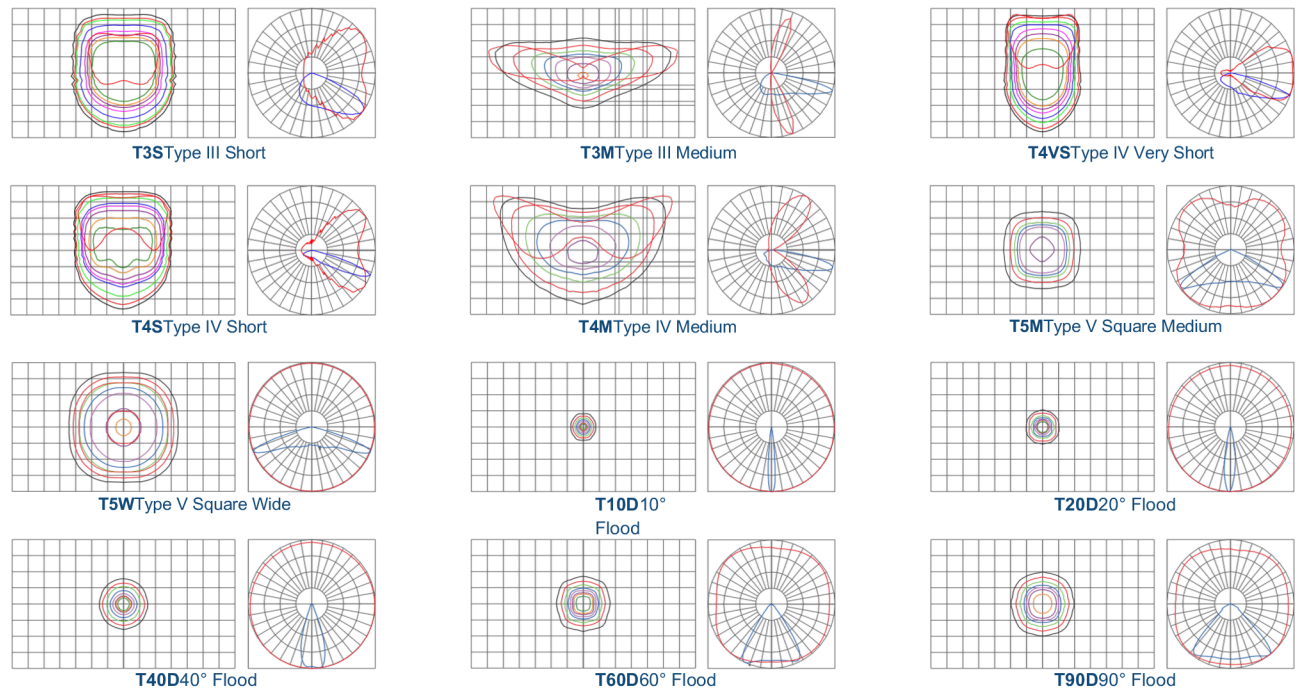 T3SType III Short
T3MType III Medium
T4VSType IV Very Short
T4SType IV Short
T4MType IV Medium
T5MType V Square Medium
T5WType V Square Wide
T10D10°
Flood
T20D20° Flood
T40D40° Flood
T60D60° Flood
T90D90° Flood